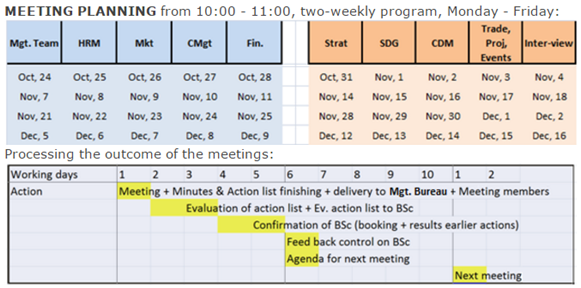 MEETING PLANNING from 10:00 - 11:00, two-weekly program, Monday - Friday:
Mgt. Team HRM Mkt CMgt Fin. Strat SDG CDM Trade, Proj, Events Inter-view
Oct, 24 Oct, 25 Oct, 26 Oct, 27 Oct, 28 Oct, 31 Nov, 1 Nov, 2 Nov, 3 Nov, 4
Nov, 7 Nov, 8 Nov, 9 Nov, 10 Nov, 11 Nov, 14 Nov, 15 Nov, 16 Nov, 17 Nov, 18
Nov, 21 Nov, 22 Nov, 23 Nov, 24 Nov, 25 Nov, 28 Nov, 29 Nov, 30 Dec, 1 Dec, 2
Dec, 5 Dec, 6 Dec, 7 Dec, 8 Dec, 9 Dec, 12 Dec, 13 Dec, 14 Dec, 15 Dec, 16
Processing the outcome of the meetings:
Working days 1 2 3 4 5 6 7 8 9 10 1 2
Action Meeting + Minutes & Action list finishing + delivery to Mgt. Bureau + Meeting members
Evaluation of action list + Ev. action list to BSc
Confirmation of BSc (booking + results earlier actions)
Feed back control on BSc
Agenda for next meeting
Next meeting